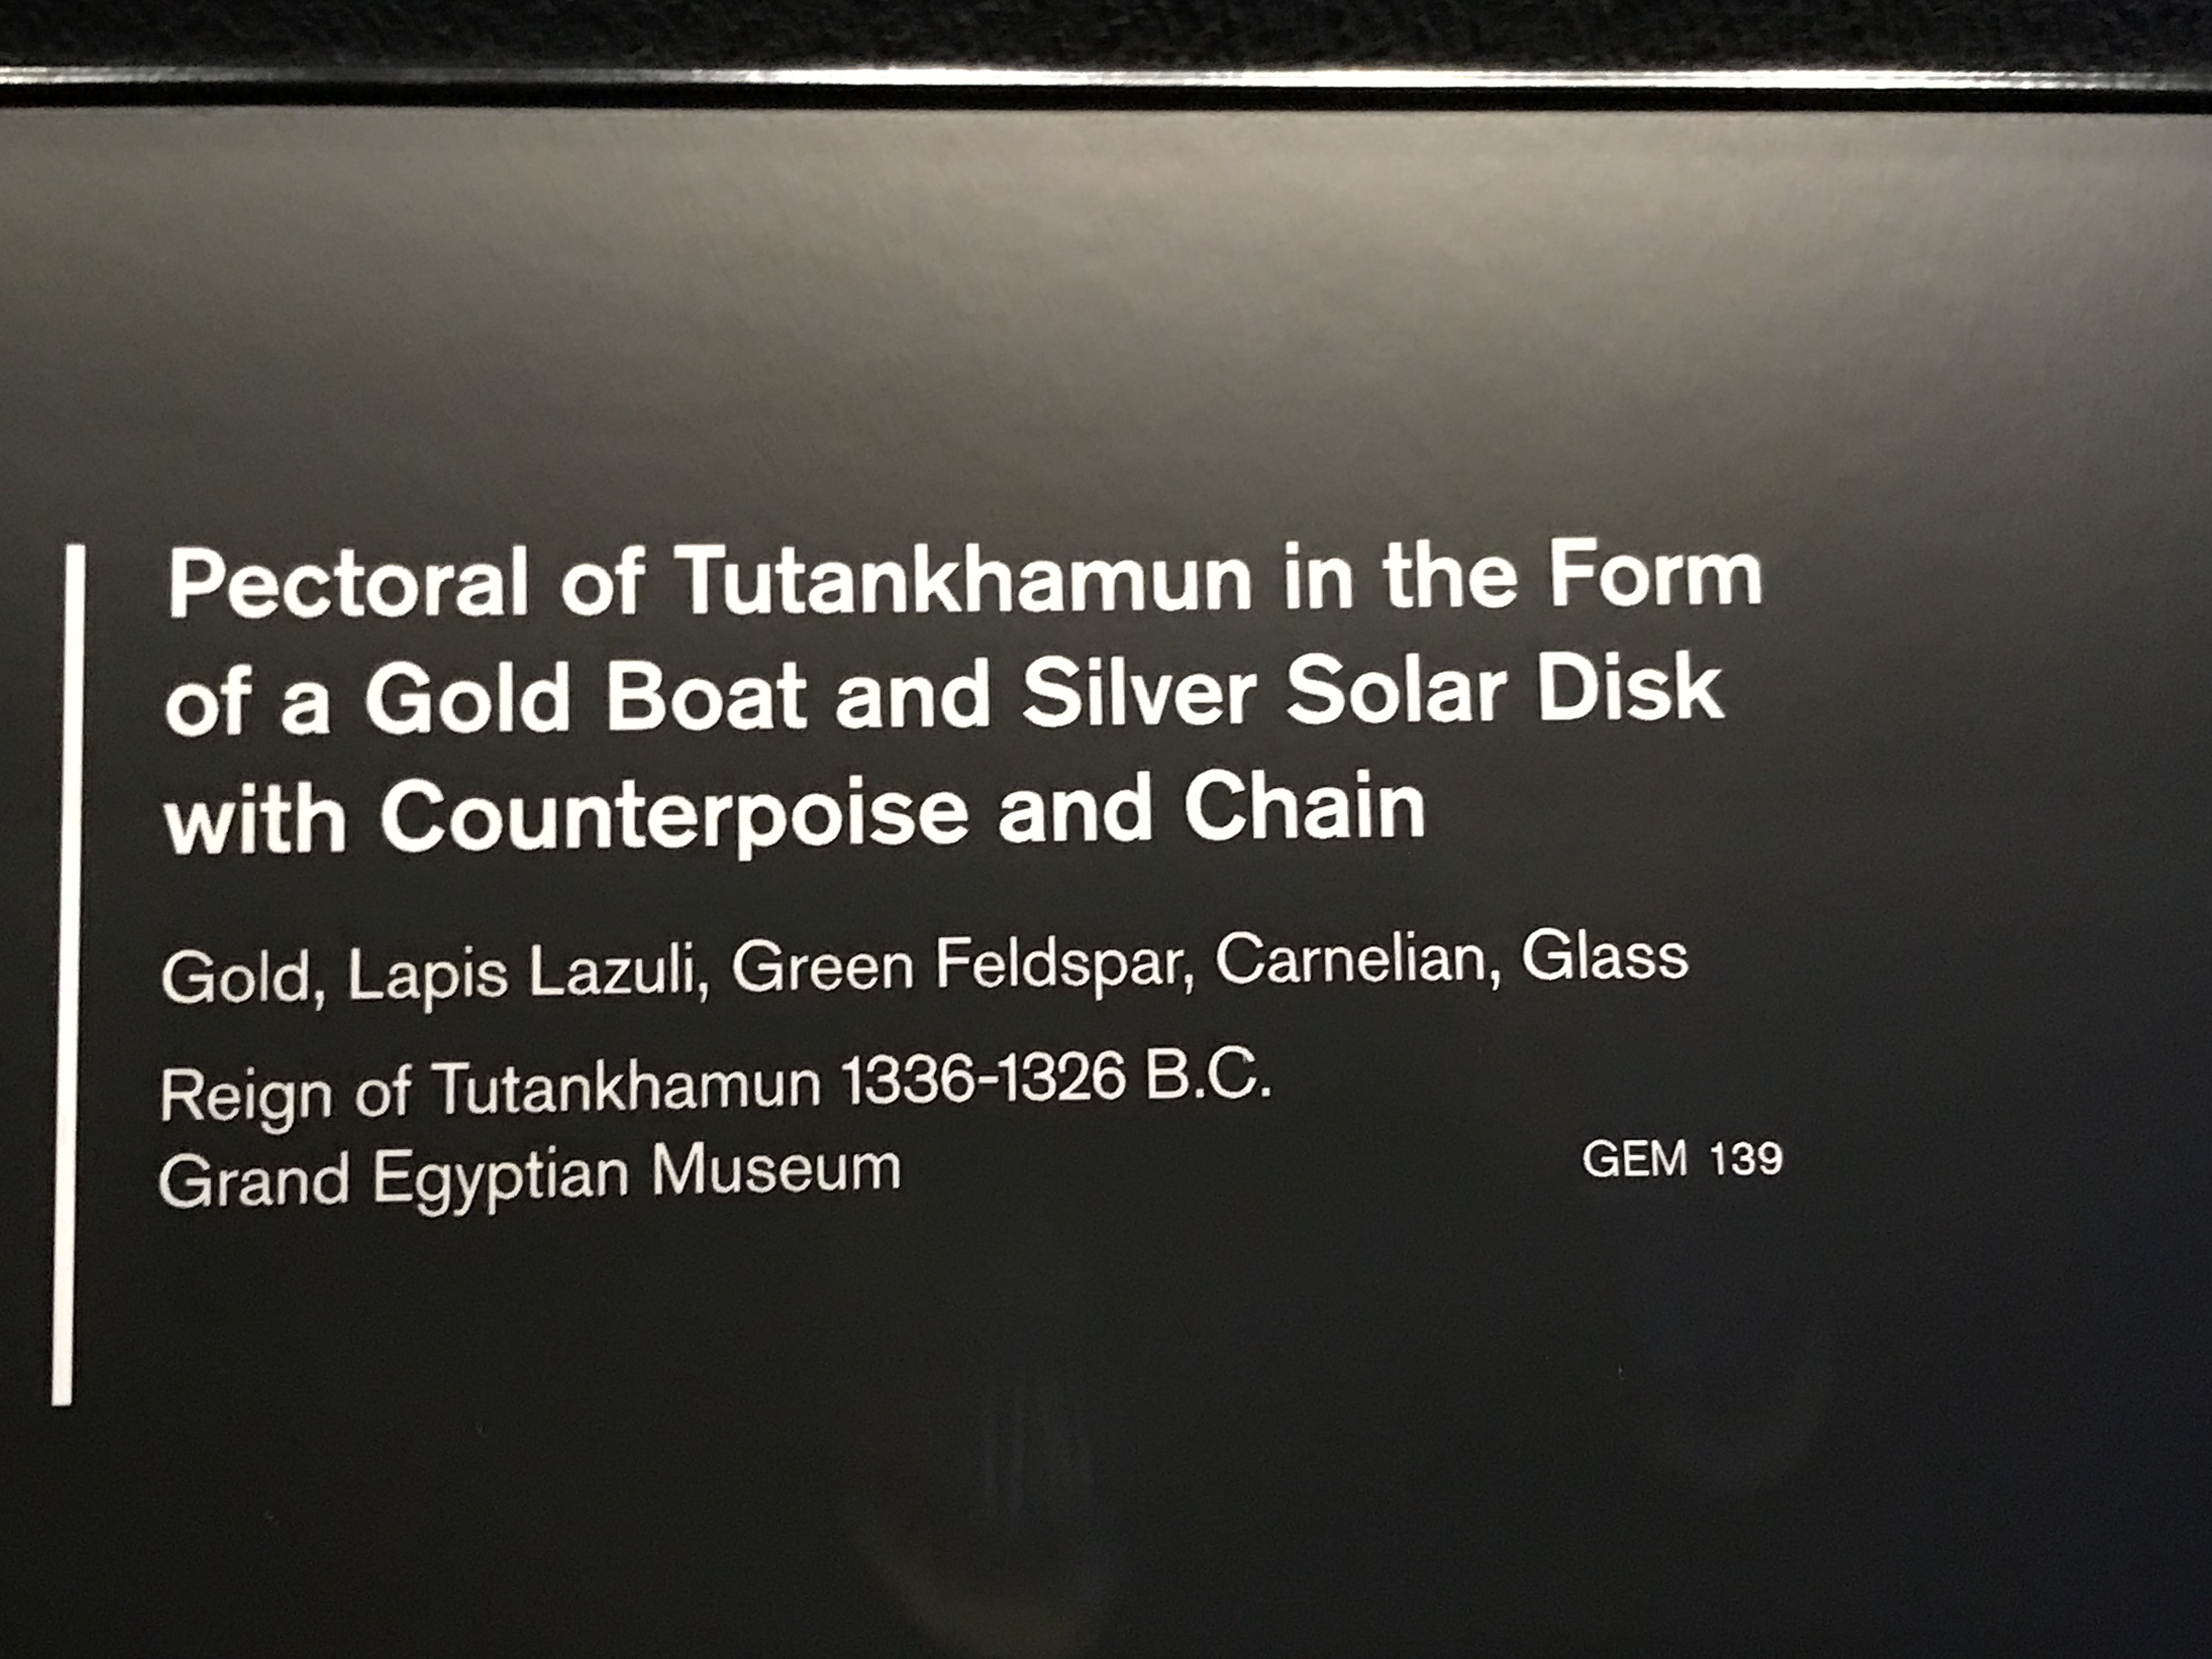 Pectoral of Tutankhamun in the Form
of a Gold Boat and Silver Solar Disk
with Counterpoise and Chain
Gold, Lapis Lazuli, Green Feldspar, Carnelian, Glass
Reign of Tutankhamun 1336-1326 B.C.
Grand Egyptian Museum
GEM 139